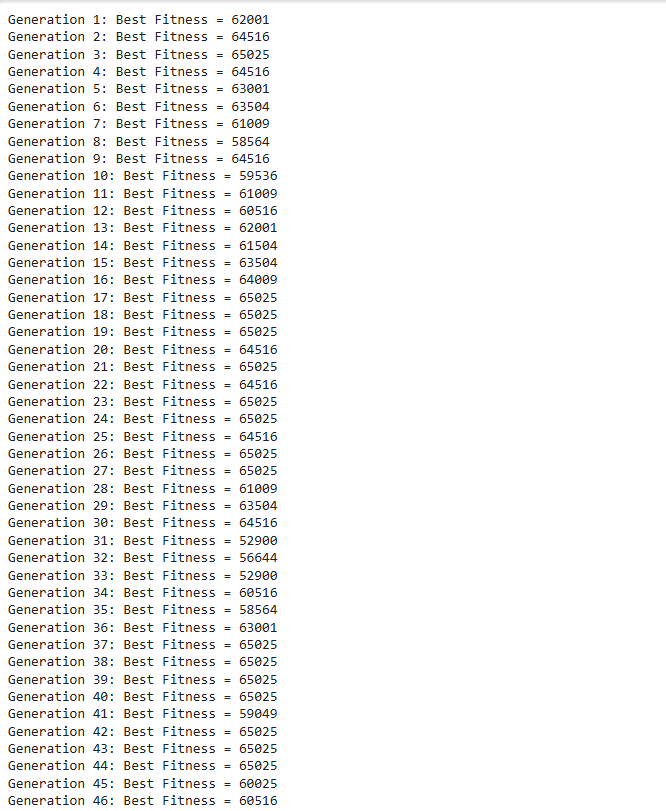 Generation 1: Best Fitness = 62001
Generation 2: Best Fitness = 64516
Generation 3: Best Fitness = 65025
Generation 4: Best Fitness = 64516
Generation 5: Best Fitness = 63001
Generation 6: Best Fitness = 63504
Generation 7: Best Fitness = 61009
Generation 8: Best Fitness = 58564
Generation 9: Best Fitness = 64516
Generation 10: Best Fitness = 59536
Generation 11: Best Fitness = 61009
Generation 12: Best Fitness = 60516
Generation 13: Best Fitness = 62001
Generation 14: Best Fitness = 61504
Generation 15: Best Fitness = 63504
Generation 16: Best Fitness = 64009
Generation 17: Best Fitness = 65025
Generation 18: Best Fitness = 65025
Generation 19: Best Fitness = 65025
Generation 20: Best Fitness = 64516
Generation 21: Best Fitness = 65025
Generation 22: Best Fitness = 64516
Generation 23: Best Fitness = 65025
Generation 24: Best Fitness = 65025
Generation 25: Best Fitness = 64516
Generation 26: Best Fitness = 65025
Generation 27: Best Fitness = 65025
Generation 28: Best Fitness = 61009
Generation 29: Best Fitness = 63504
Generation 30: Best Fitness = 64516
Generation 31: Best Fitness = 52900
Generation 32: Best Fitness = 56644
Generation 33: Best Fitness = 52900
Generation 34: Best Fitness = 60516
Generation 35: Best Fitness = 58564
Generation 36: Best Fitness = 63001
Generation 37: Best Fitness = 65025
Generation 38: Best Fitness = 65025
Generation 39: Best Fitness = 65025
Generation 40: Best Fitness = 65025
Generation 41: Best Fitness = 59049
Generation 42: Best Fitness = 65025
Generation 43: Best Fitness = 65025
Generation 44: Best Fitness = 65025
Generation 45: Best Fitness = 60025
Generation 46: Best Fitness = 60516